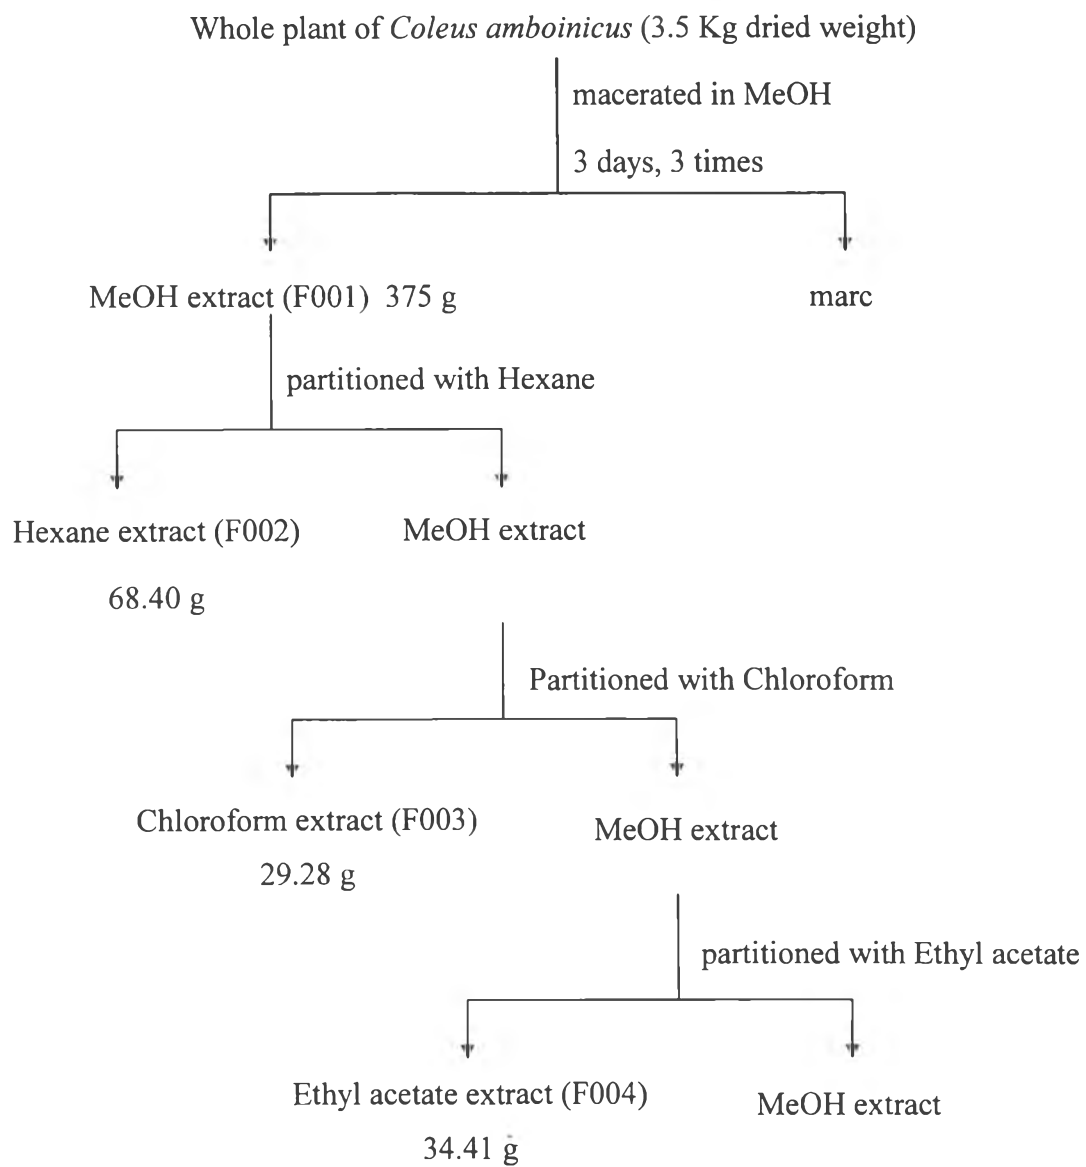 Whole plant of Coleus amboinicus (3.5 Kg dried weight)
macerated in MeOH
3 days, 3 times
MeOH extract (F001) 375 g
marc
partitioned with Hexane
Hexane extract (F002)
MeOH extract
68.40 g
Partitioned with Chloroform
Chloroform extract (F003)
MeOH extract
29.28 g
partitioned with Ethyl acetate
Ethyl acetate extract (F004)
MeOH extract
34.41 g